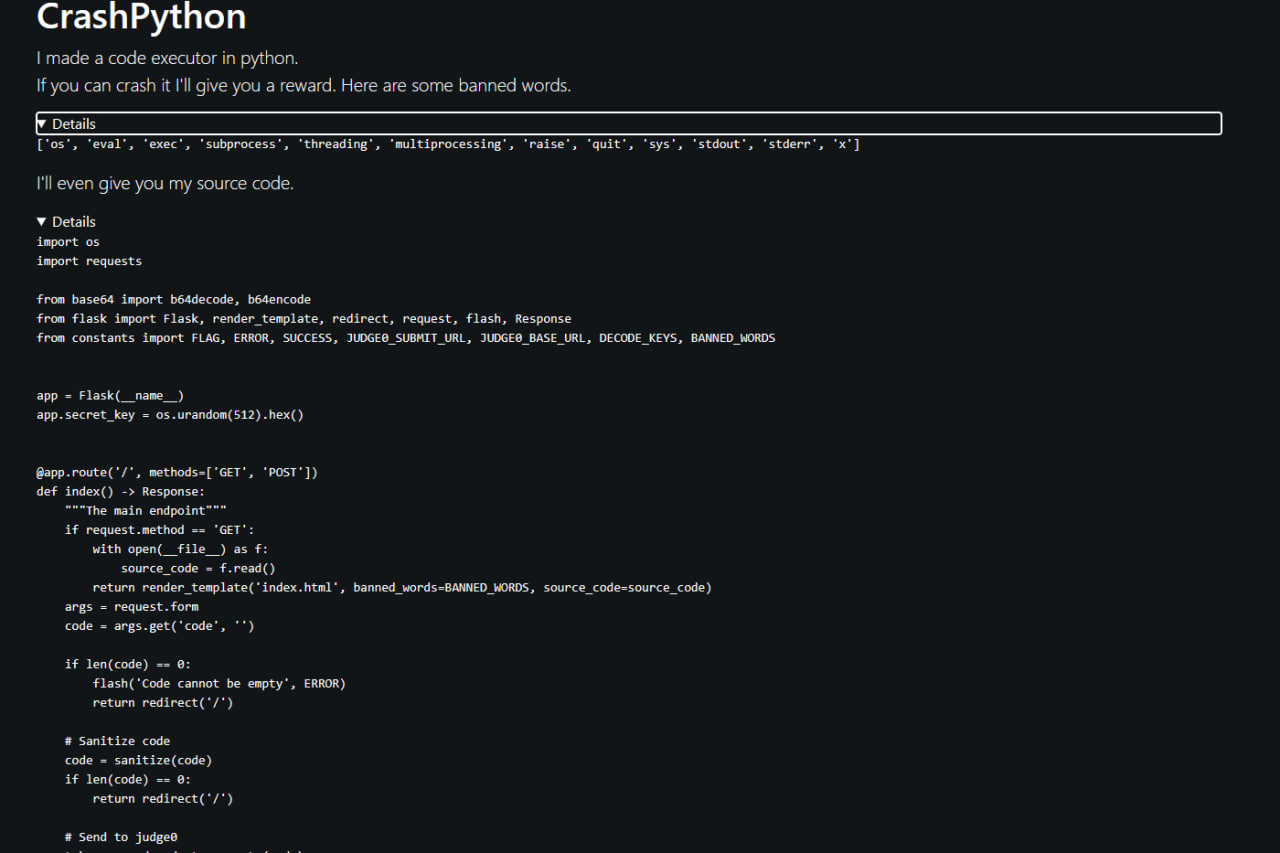 CrashPython
I made a code executor in python.
If you can crash it I'll give you a reward. Here are some banned words.
▼ Details
['os', 'eval', 'exec', 'subprocess', 'threading', 'multiprocessing', 'raise', 'quit', 'sys', 'stdout', 'stderr', 'x']
I'll even give you my source code.
▼ Details
import os
import requests

from base64 import b64decode, b64encode
from flask import Flask, render_template, redirect, request, flash, Response
from constants import FLAG, ERROR, SUCCESS, JUDGE0_SUBMIT_URL, JUDGE0_BASE_URL, DECODE_KEYS, BANNED_WORDS


app = Flask(__name__)
app.secret_key = os.urandom(512).hex()


@app.route('/', methods=['GET', 'POST'])
def index() -> Response:
    """The main endpoint"""
    if request.method == 'GET':
        with open(__file__) as f:
            source_code = f.read()
        return render_template('index.html', banned_words=BANNED_WORDS, source_code=source_code)
    args = request.form
    code = args.get('code', '')

    if len(code) == 0:
        flash('Code cannot be empty', ERROR)
        return redirect('/')

    # Sanitize code
    code = sanitize(code)
    if len(code) == 0:
        return redirect('/')

    # Send to judge0